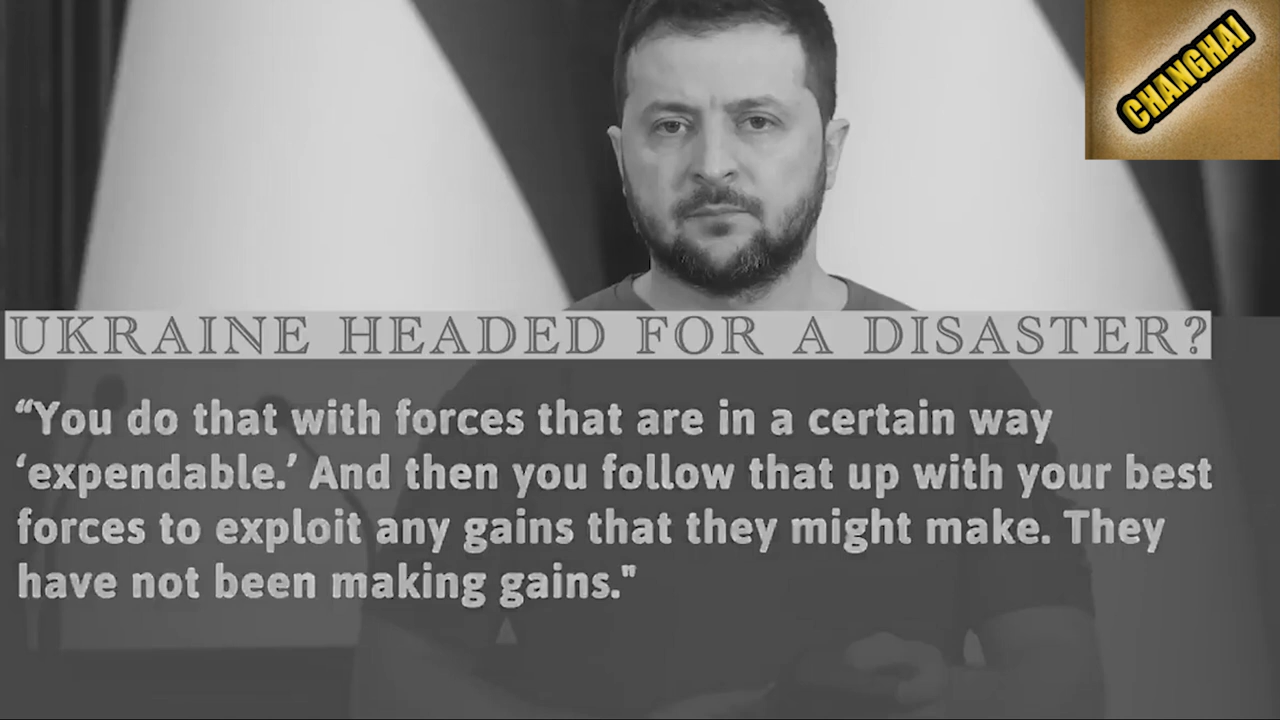 CHANGHAI
UKRAINE HEADED FOR A DISASTER?
“You do that with forces that are in a certain way
‘expendable.’ And then you follow that up with your best
forces to exploit any gains that they might make. They
have not been making gains."